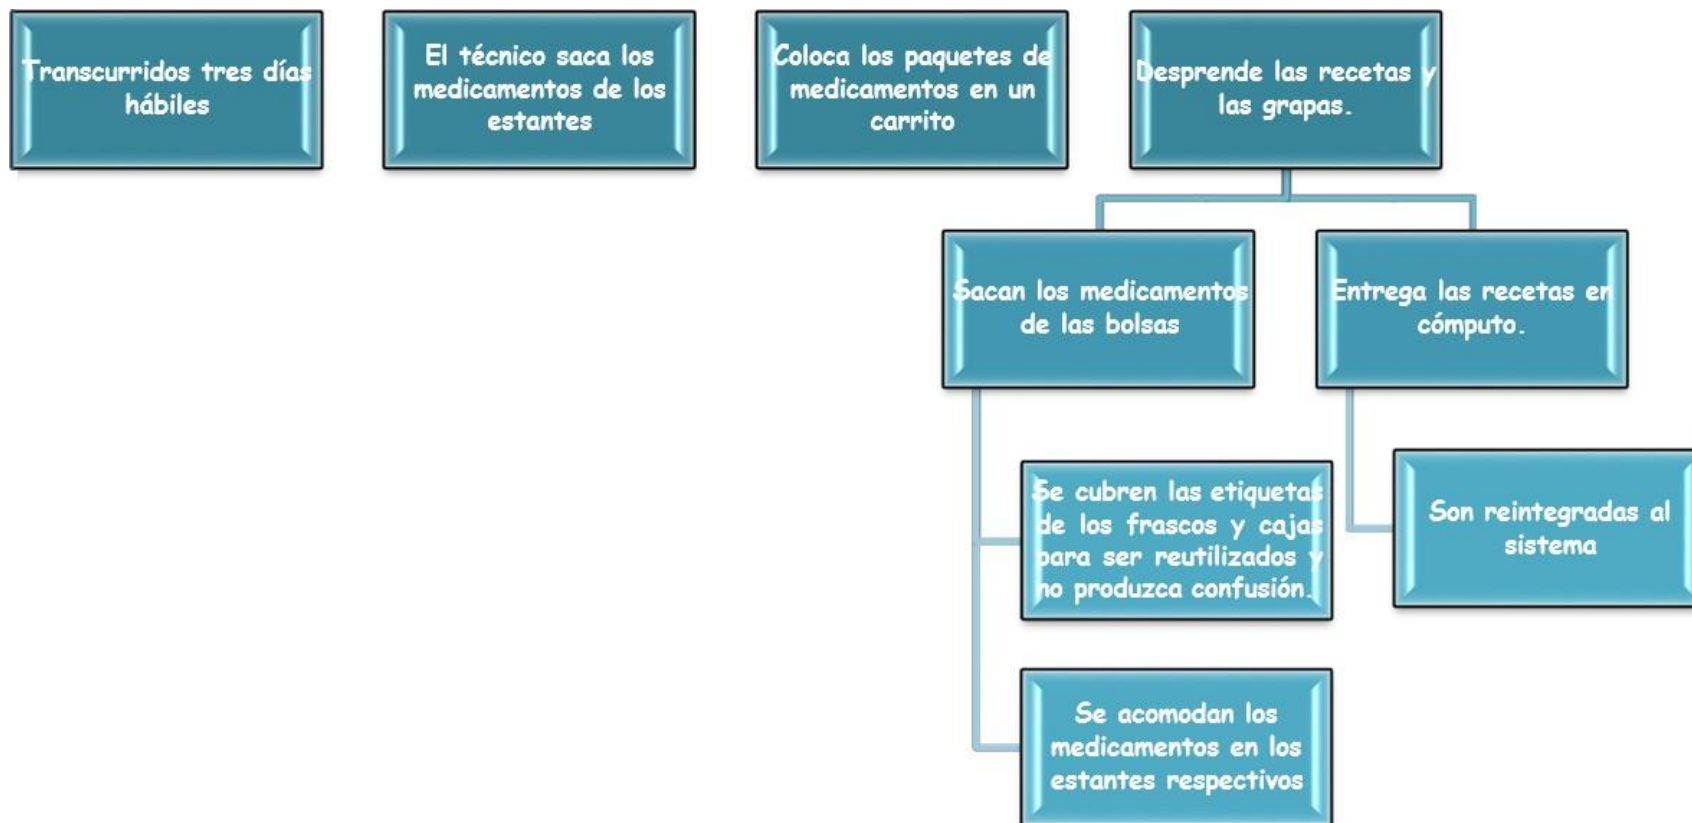 Transcurridos tres días
hábiles
El técnico saca los
medicamentos de los
estantes
Coloca los paquetes de
medicamentos en un
carrito
Desprende las recetas y
las grapas.
Sacan los medicamentos
de las bolsas
Entrega las recetas en
cómputo.
Se cubren las etiquetas
de los frascos y cajas
para ser reutilizados y
no produzca confusión.
Son reintegradas al
sistema
Se acomodan los
medicamentos en los
estantes respectivos